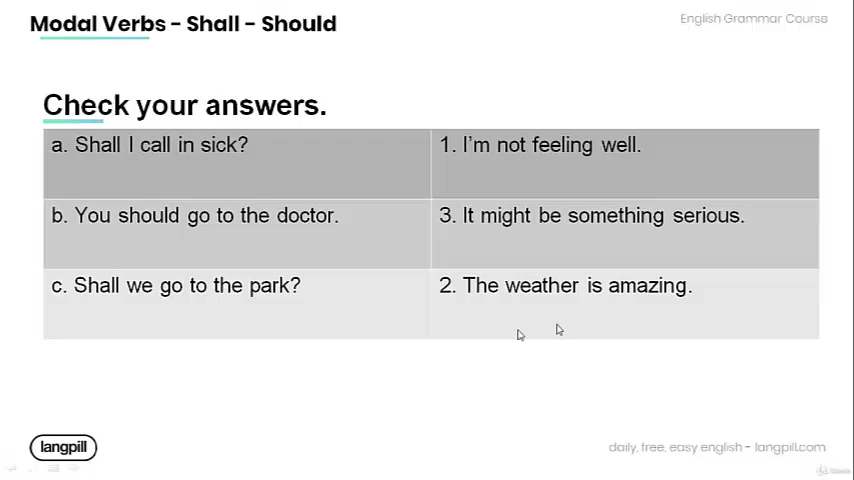 Modal Verbs - Shall - Should
English Grammar Course
Check your answers.
a. Shall I call in sick?
1. I'm not feeling well.
b. You should go to the doctor.
3. It might be something serious.
c. Shall we go to the park?
2. The weather is amazing.
langpill
daily, free, easy english - langpill.com
Udemy